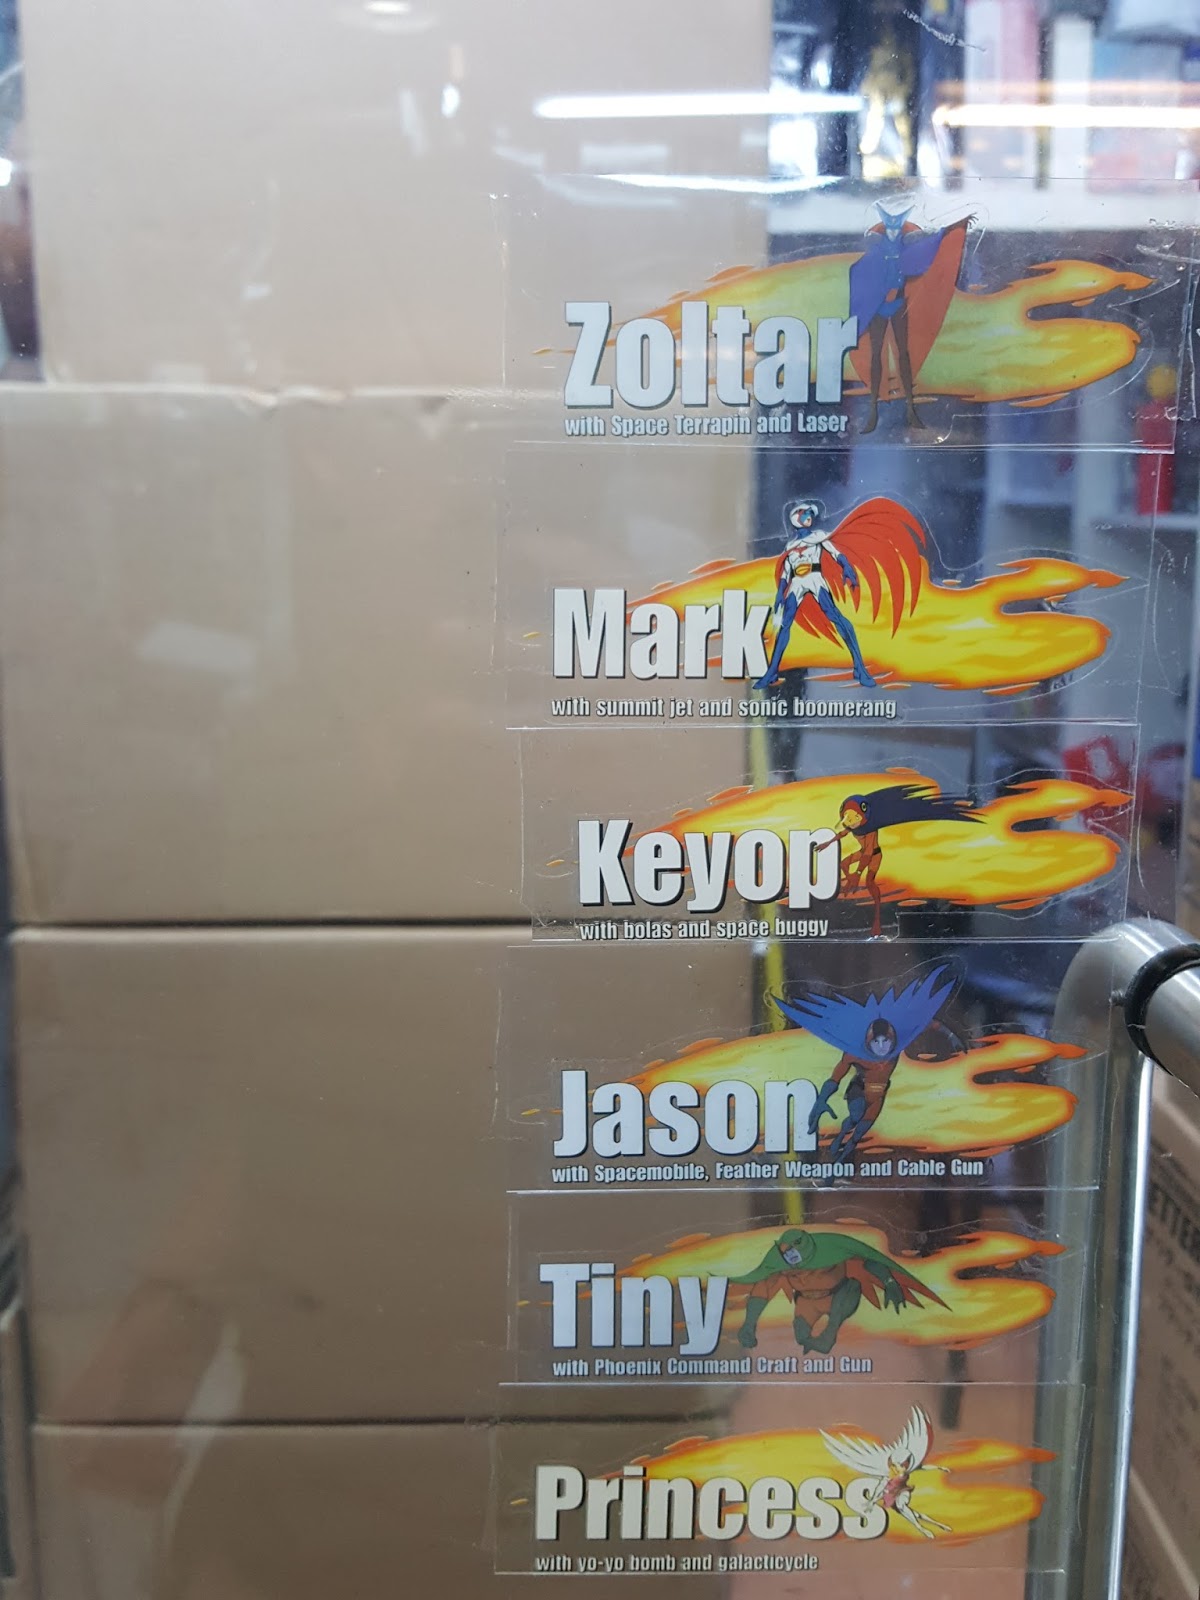 Zoltar
with Space Terrapin and Laser
Mark
with summit jet and sonic boomerang
Keyop
with bolas and space buggy
Jason
with Spacemobile, Feather Weapon and Cable Gun
Tiny
with Phoenix Command Craft and Gun
Princess
with yo-yo bomb and galacticycle